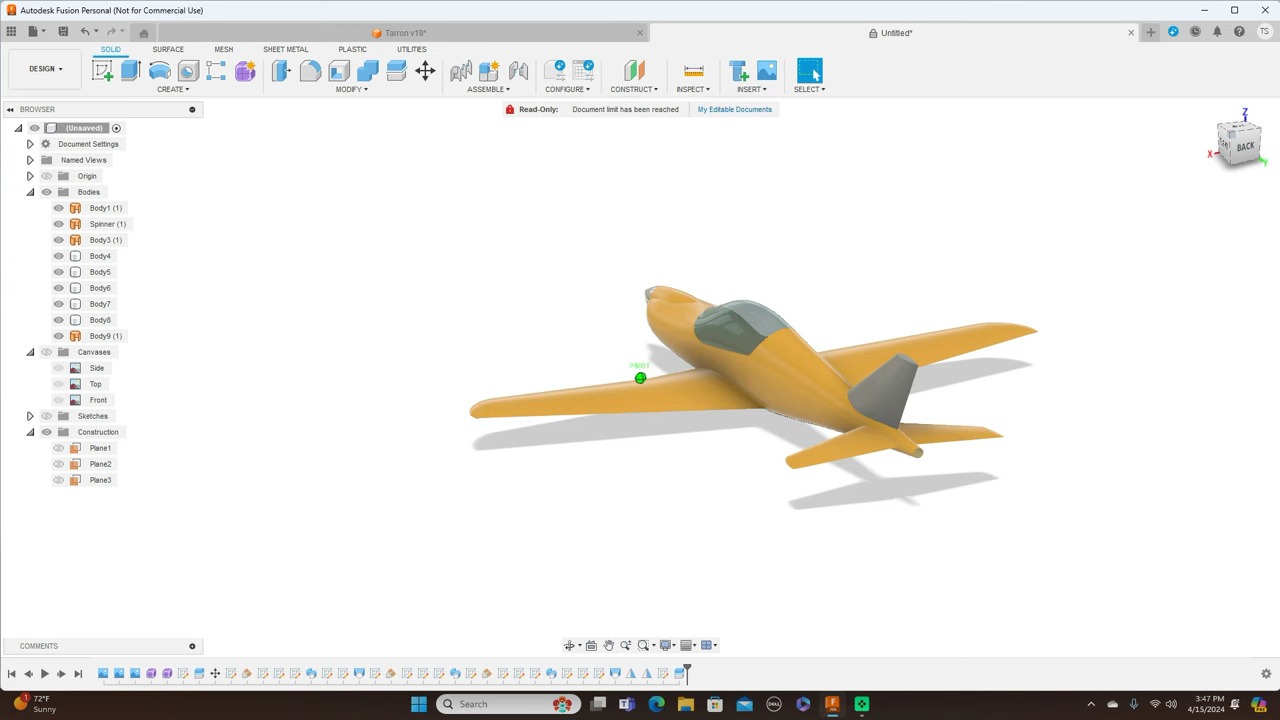 Autodesk Fusion Personal (Not for Commercial Use)
Tarron v19*
Untitled*
TS
DESIGN
SOLID SURFACE MESH SHEET METAL PLASTIC UTILITIES
CREATE MODIFY ASSEMBLE CONFIGURE CONSTRUCT INSPECT INSERT SELECT
BROWSER
Read-Only: Document limit has been reached My Editable Documents
(Unsaved)
Document Settings
Named Views
Origin
Bodies
Body1 (1)
Spinner (1)
Body3 (1)
Body4
Body5
Body6
Body7
Body8
Body9 (1)
Canvases
Side
Top
Front
Sketches
Construction
Plane1
Plane2
Plane3
Z
BACK
X
Y
COMMENTS
72°F
Sunny
Search
DELL
3:47 PM
4/15/2024